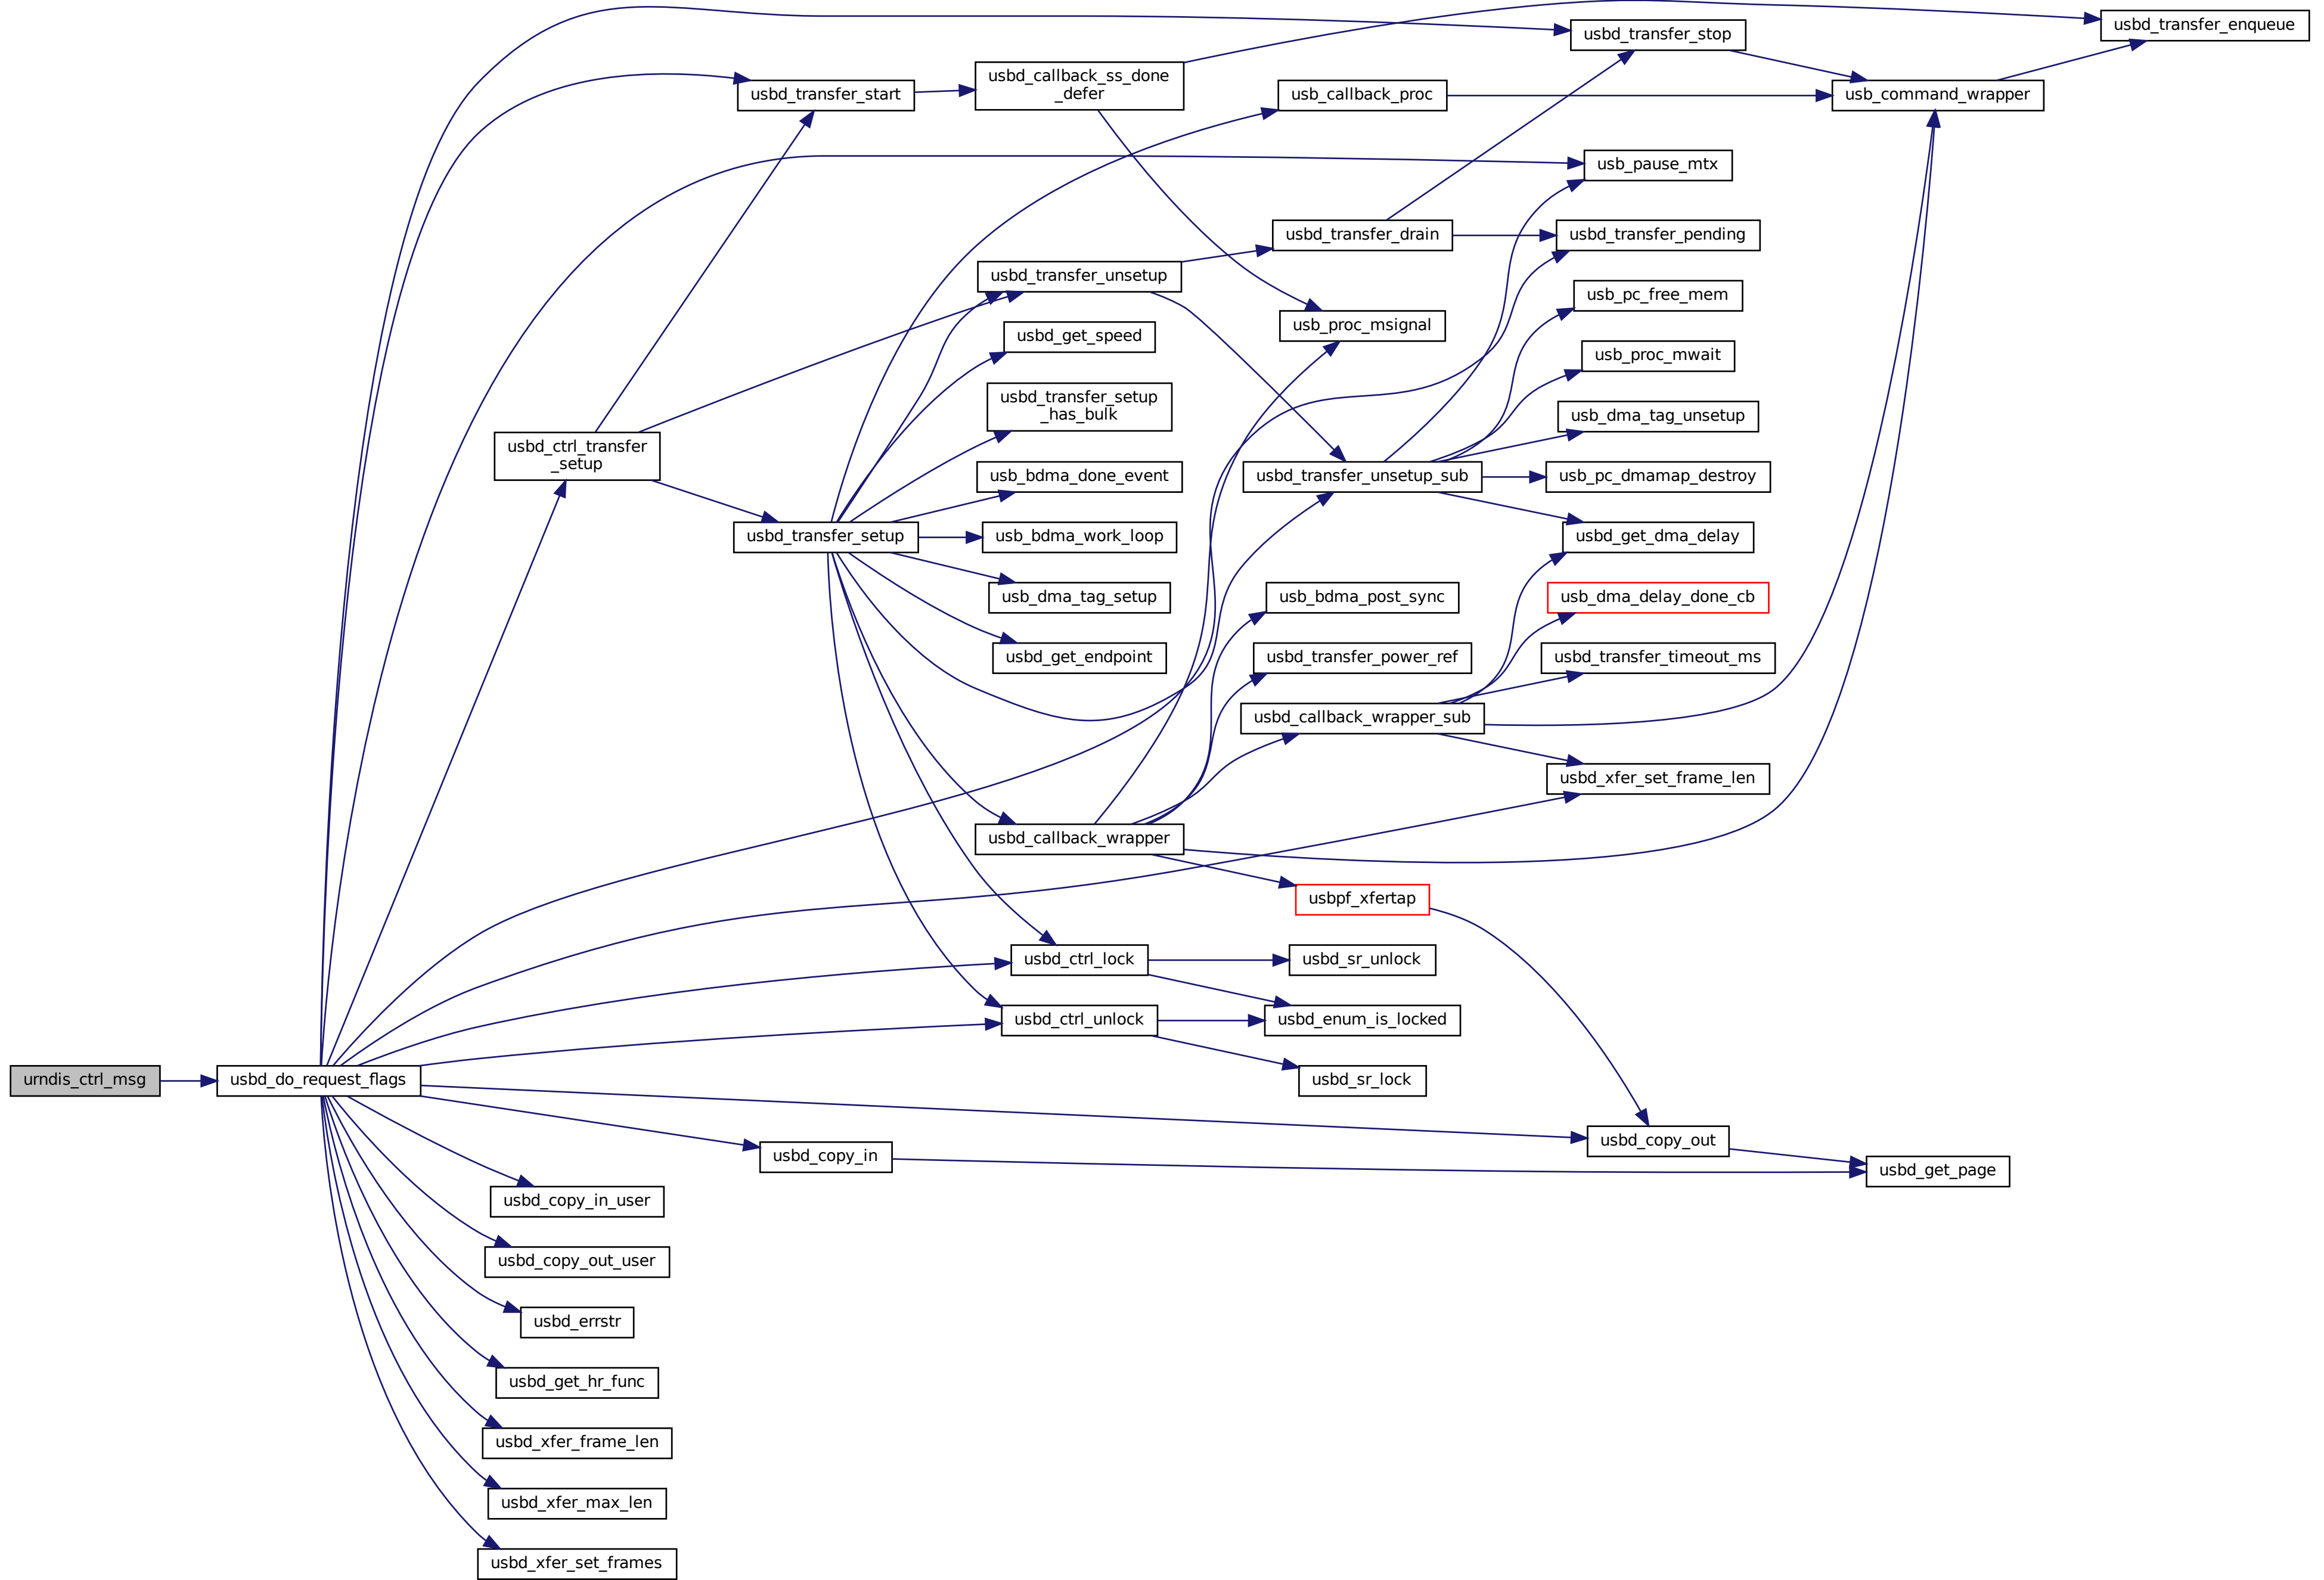 usbd_transfer_enqueue
usbd_transfer_stop
usbd_callback_ss_done
_defer
usbd_transfer_start
usb_callback_proc
usb_command_wrapper
usb_pause_mtx
usbd_transfer_drain
usbd_transfer_pending
usbd_transfer_unsetup
usb_pc_free_mem
usb_proc_msignal
usbd_get_speed
usb_proc_mwait
usbd_transfer_setup
_has_bulk
usb_dma_tag_unsetup
usbd_ctrl_transfer
_setup
usb_bdma_done_event
usbd_transfer_unsetup_sub
usb_pc_dmamap_destroy
usbd_transfer_setup
usb_bdma_work_loop
usbd_get_dma_delay
usb_dma_tag_setup
usb_bdma_post_sync
usb_dma_delay_done_cb
usbd_get_endpoint
usbd_transfer_power_ref
usbd_transfer_timeout_ms
usbd_callback_wrapper_sub
usbd_xfer_set_frame_len
usbd_callback_wrapper
usbpf_xfertap
usbd_ctrl_lock
usbd_sr_unlock
usbd_ctrl_unlock
usbd_enum_is_locked
urndis_ctrl_msg
usbd_do_request_flags
usbd_sr_lock
usbd_copy_out
usbd_copy_in
usbd_get_page
usbd_copy_in_user
usbd_copy_out_user
usbd_errstr
usbd_get_hr_func
usbd_xfer_frame_len
usbd_xfer_max_len
usbd_xfer_set_frames